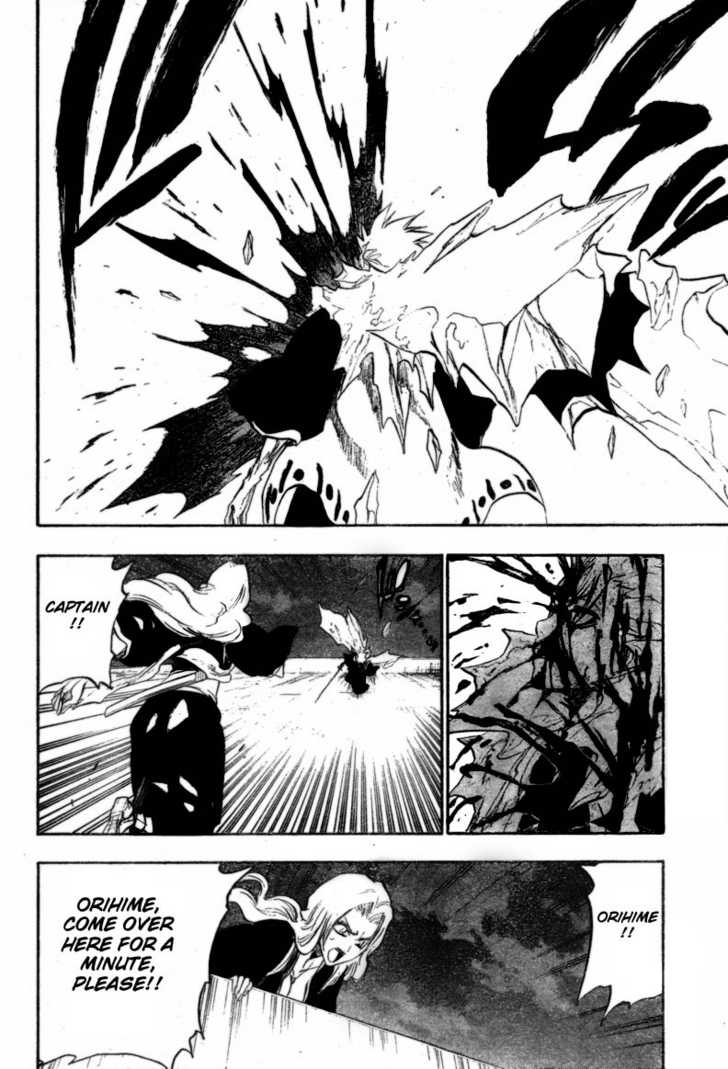 CAPTAIN
!!
ORIHIME
!!
ORIHIME,
COME OVER
HERE FOR A
MINUTE,
PLEASE!!